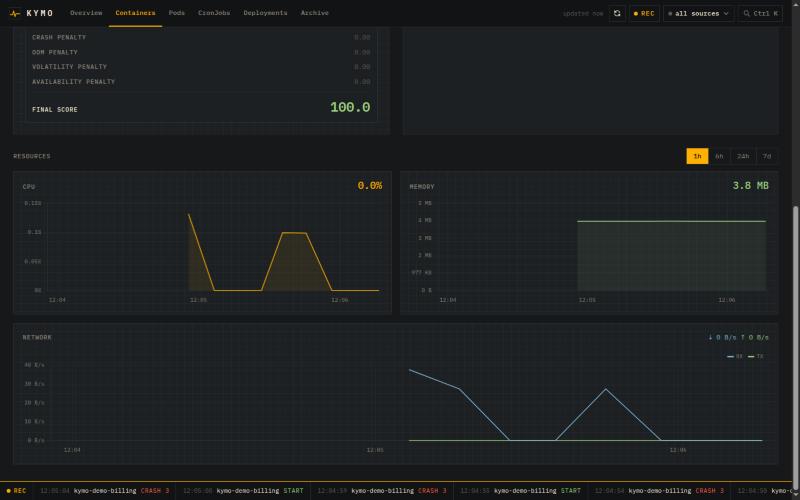 KYMO Overview Containers Pods CronJobs Deployments Archive updated now REC all sources Ctrl K
CRASH PENALTY 0.00
OOM PENALTY 0.00
VOLATILITY PENALTY 0.00
AVAILABILITY PENALTY 0.00
FINAL SCORE 100.0
RESOURCES 1h 6h 24h 7d
CPU 0.0%
0.15%
0.1%
0.05%
0%
12:04 12:05 12:06
MEMORY 3.8 MB
5 MB
4 MB
3 MB
2 MB
977 KB
0 B
12:04 12:05 12:06
NETWORK ↓ 0 B/s ↑ 0 B/s
RX TX
40 B/s
30 B/s
20 B/s
10 B/s
0 B/s
12:04 12:05 12:06
REC 12:05:04 kymo-demo-billing CRASH 3 kymo-demo-billing START 12:04:59 kymo-demo-billing CRASH 3 12:04:55 kymo-demo-billing START 12:04:54 kymo-demo-billing CRASH 3 12:04:50 kymo-